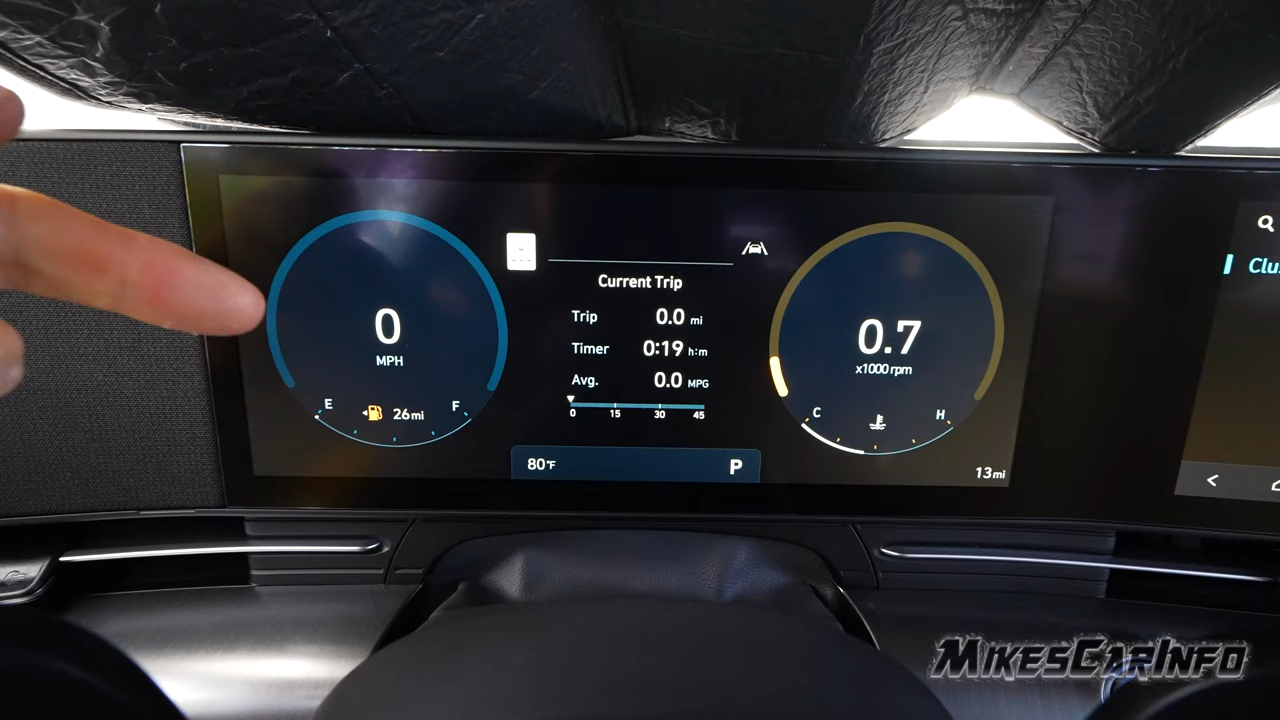 0
MPH
E
26mi
F
Current Trip
Trip 0.0 mi
Timer 0:19 h:m
Avg. 0.0 MPG
0 15 30 45
80°F P
0.7
x1000 rpm
C H
13mi
Clu
MIKESCARINFO